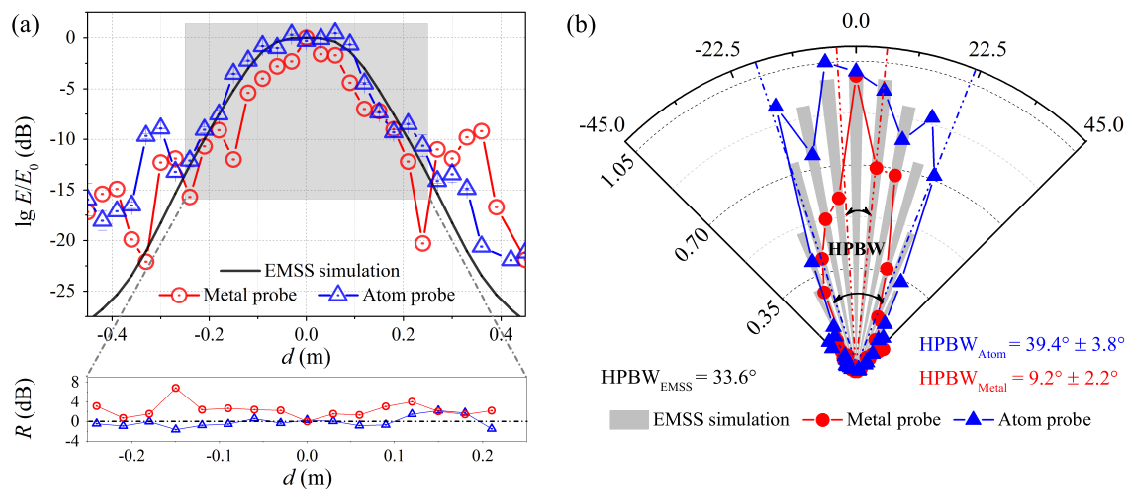 (a)
0
-5
-10
-15
-20
-25
lg E/E0 (dB)
EMSS simulation
Metal probe
Atom probe
-0.4
-0.2
0.0
0.2
0.4
d (m)
8
4
0
-4
R (dB)
-0.2
-0.1
0.0
0.1
0.2
d (m)
(b)
0.0
-22.5
22.5
-45.0
45.0
1.05
0.70
0.35
HPBW
HPBWAtom = 39.4° ± 3.8°
HPBWMetal = 9.2° ± 2.2°
HPBWEMSS = 33.6°
EMSS simulation
Metal probe
Atom probe